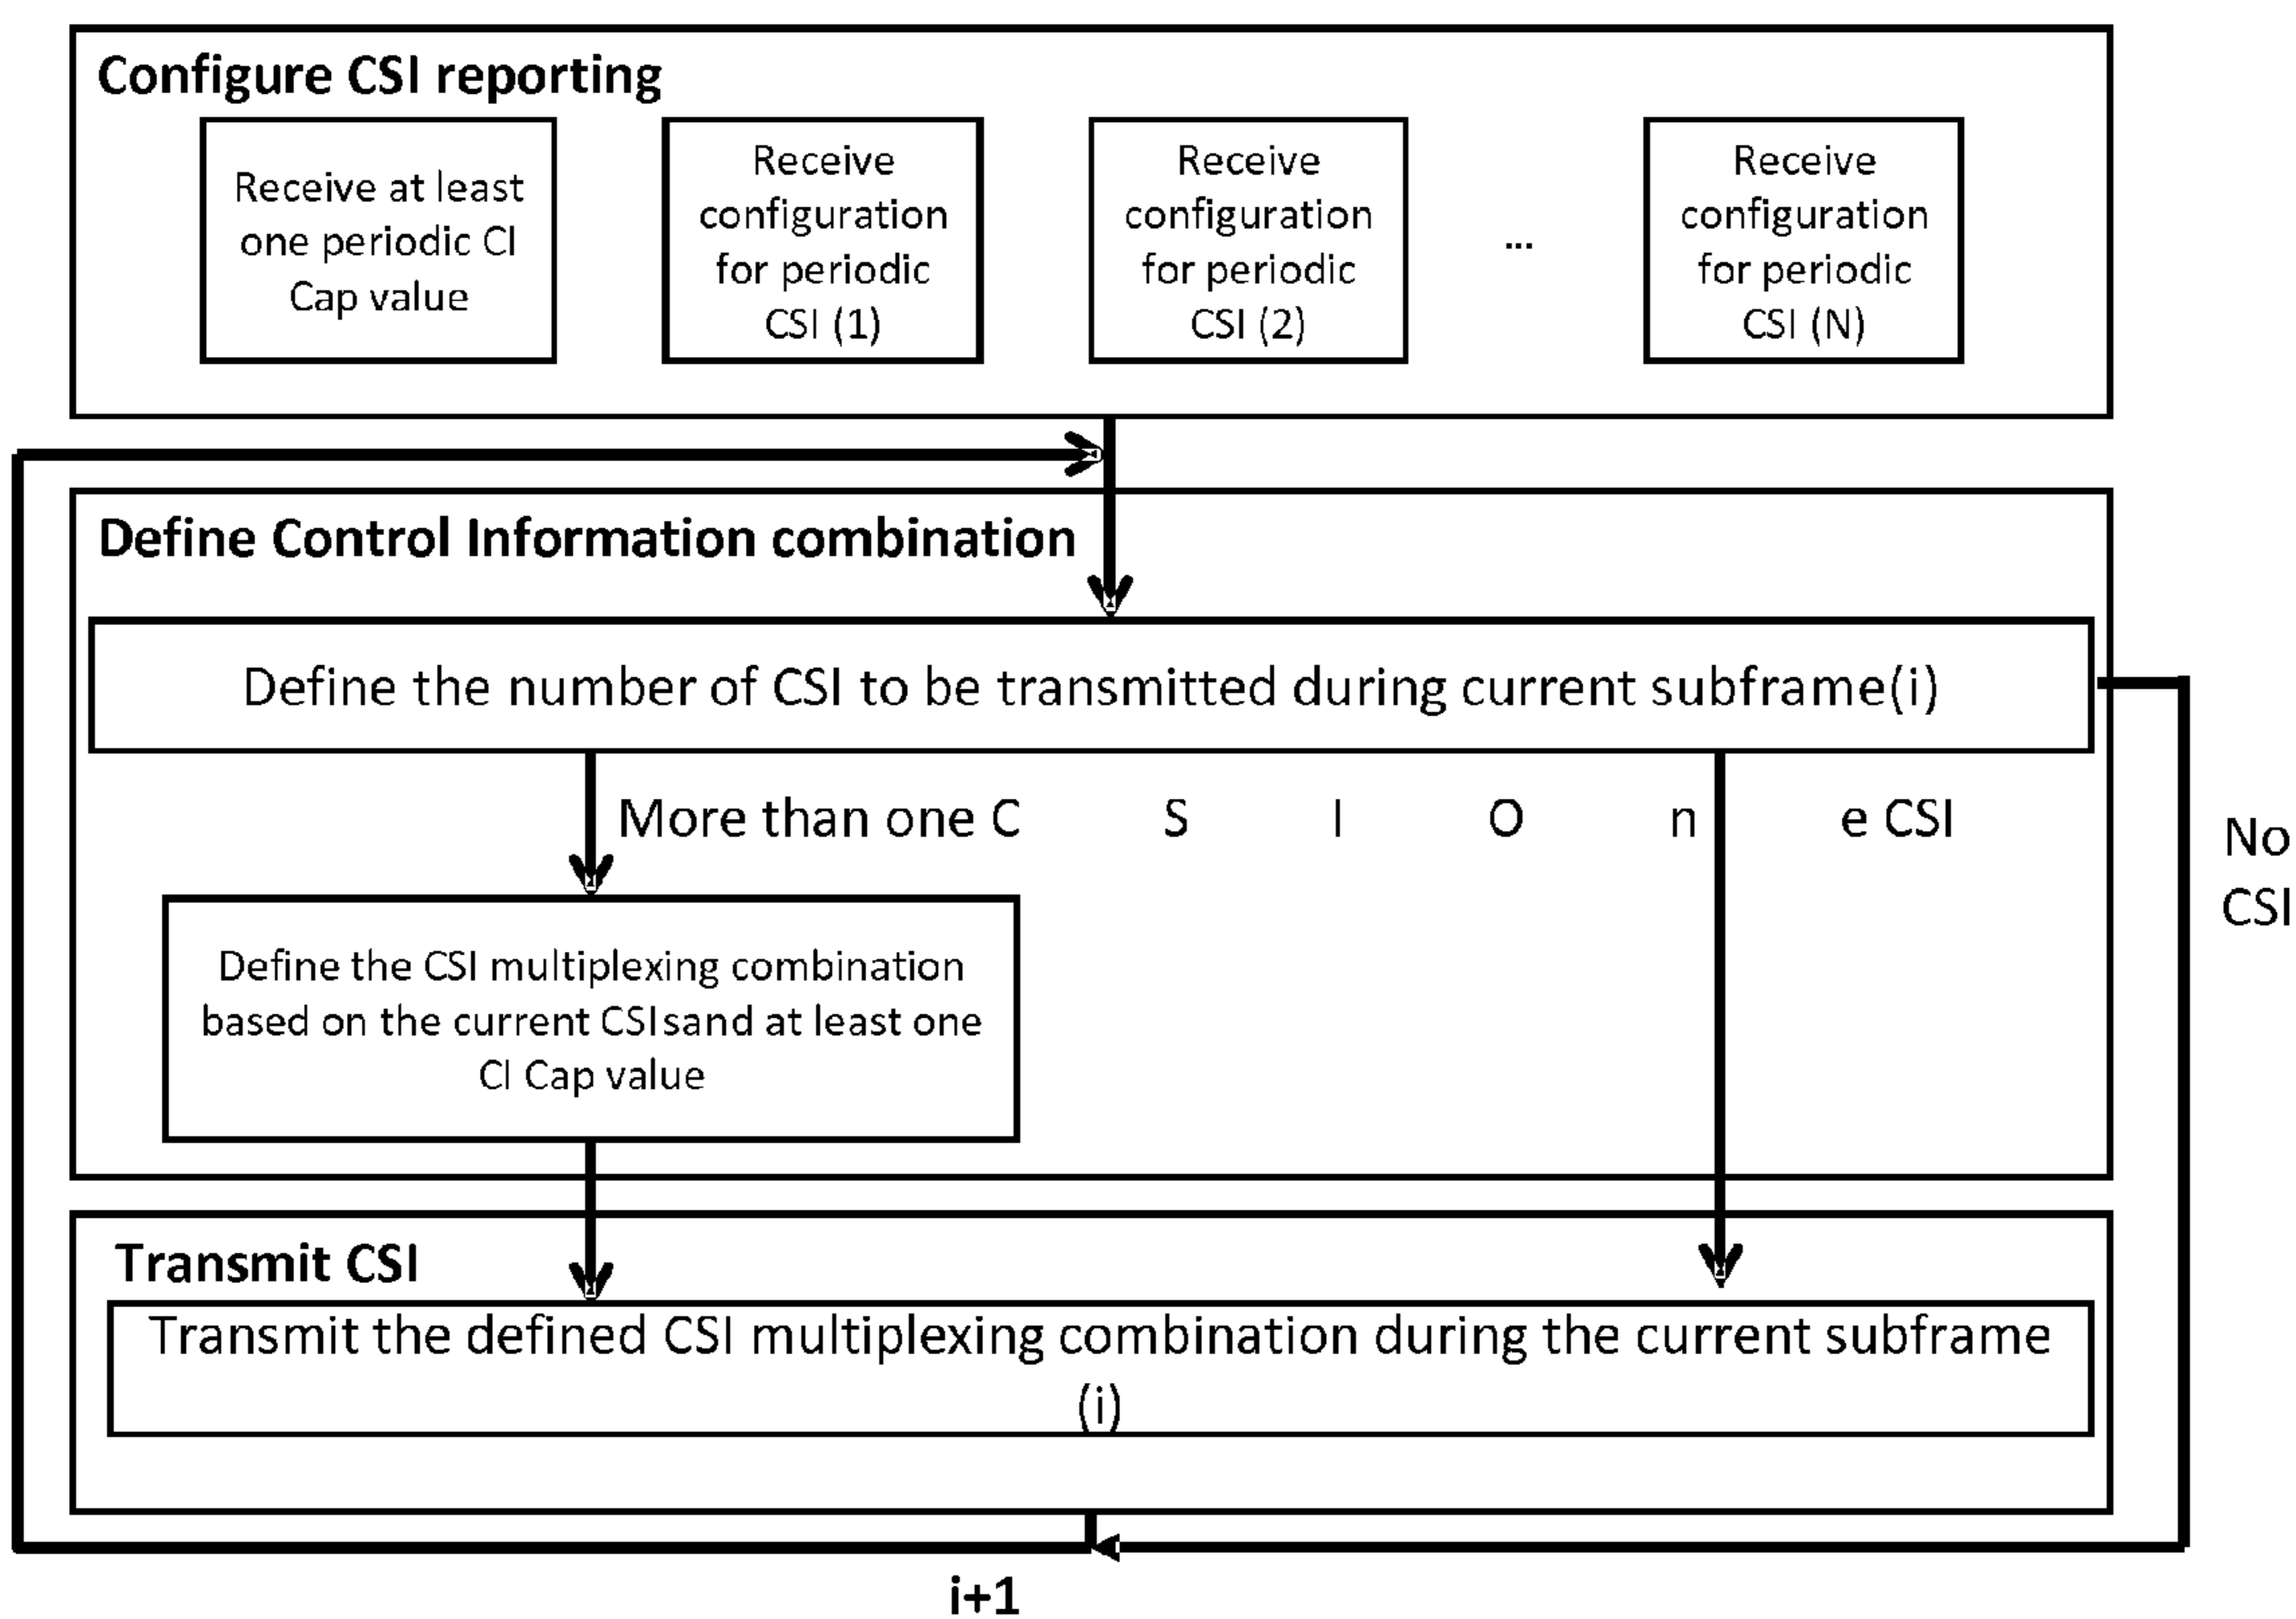 Configure CSI reporting
Receive at least
one periodic CI
Cap value
Receive
configuration
for periodic
CSI (1)
Receive
configuration
for periodic
CSI (2)
...
Receive
configuration
for periodic
CSI (N)
Define Control Information combination
Define the number of CSI to be transmitted during current subframe(i)
More than one C S I O n e CSI
No
CSI
Define the CSI multiplexing combination
based on the current CSIsand at least one
CI Cap value
Transmit CSI
Transmit the defined CSI multiplexing combination during the current subframe
(i)
i+1